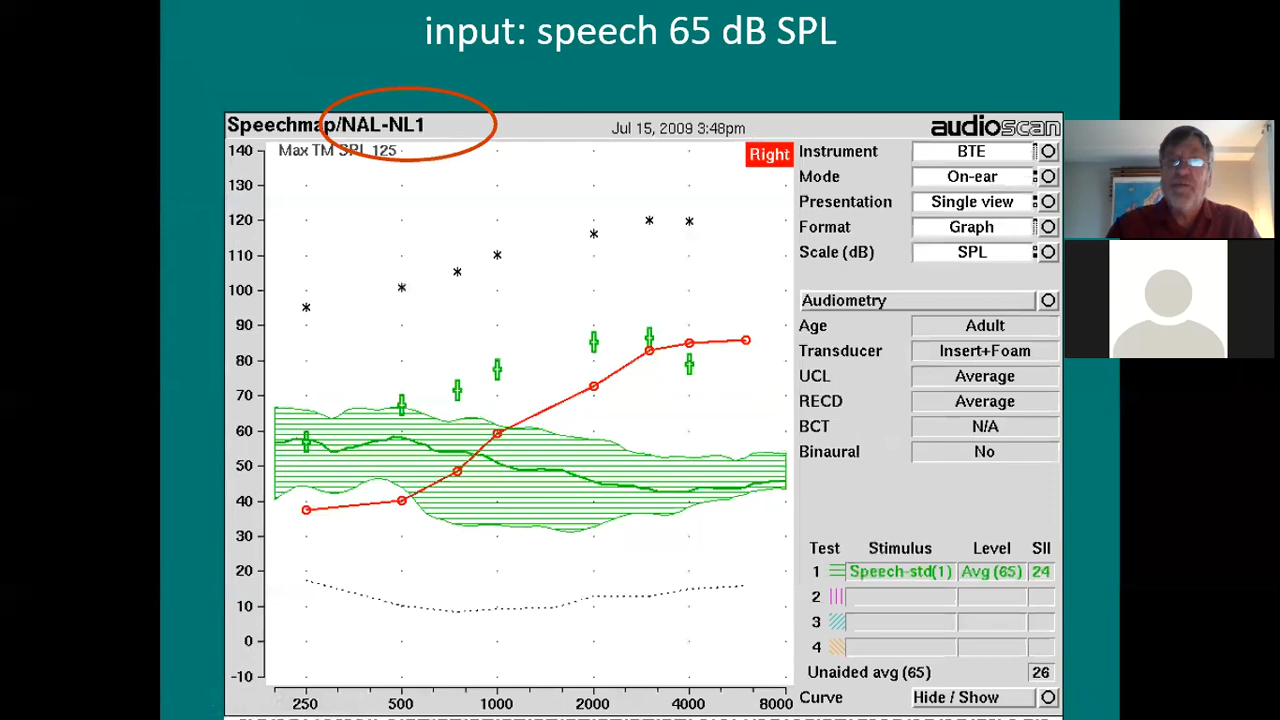 input: speech 65 dB SPL
Speechmap/NAL-NL1
Jul 15, 2009 3:48pm
audioscan
Max TM SPL 125
Right
140
130
120
110
100
90
80
70
60
50
40
30
20
10
0
-10
250 500 1000 2000 4000 8000
Instrument BTE
Mode On-ear
Presentation Single view
Format Graph
Scale (dB) SPL
Audiometry
Age Adult
Transducer Insert+Foam
UCL Average
RECD Average
BCT N/A
Binaural No
Test Stimulus Level SII
1 Speech-std(1) Avg (65) 24
2
3
4
Unaided avg (65) 26
Curve Hide / Show